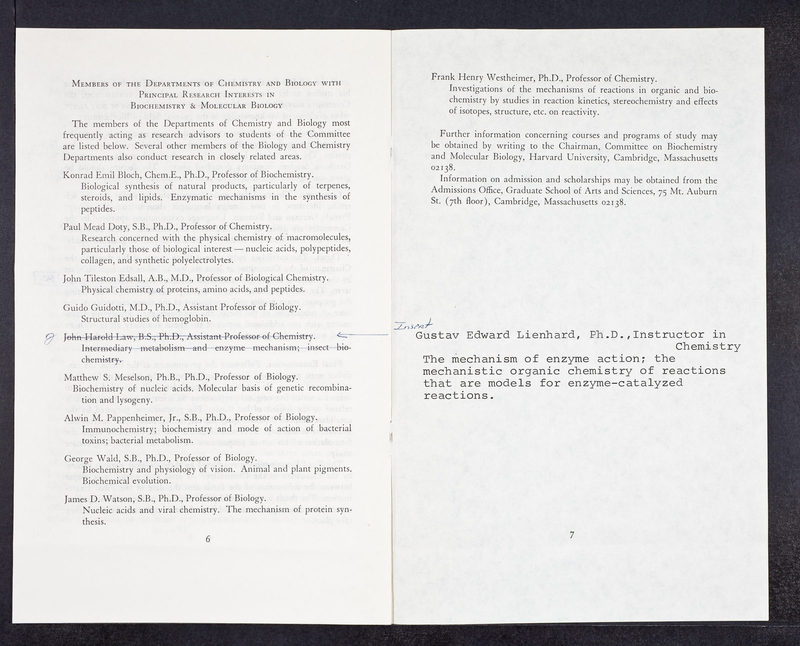 Members of the Departments of Chemistry and Biology with
Principal Research Interests in
Biochemistry & Molecular Biology
The members of the Departments of Chemistry and Biology most
frequently acting as research advisors to students of the Committee
are listed below. Several other members of the Biology and Chemistry
Departments also conduct research in closely related areas.
Konrad Emil Bloch, Chem.E., Ph.D., Professor of Biochemistry.
Biological synthesis of natural products, particularly of terpenes,
steroids, and lipids. Enzymatic mechanisms in the synthesis of
peptides.
Paul Mead Doty, S.B., Ph.D., Professor of Chemistry.
Research concerned with the physical chemistry of macromolecules,
particularly those of biological interest — nucleic acids, polypeptides,
collagen, and synthetic polyelectrolytes.
John Tileston Edsall, A.B., M.D., Professor of Biological Chemistry.
Physical chemistry of proteins, amino acids, and peptides.
Guido Guidotti, M.D., Ph.D., Assistant Professor of Biology.
Structural studies of hemoglobin.
John Harold Law, B.S., Ph.D., Assistant Professor of Chemistry.
Intermediary metabolism and enzyme mechanism; insect bio-
chemistry.
Matthew S. Meselson, Ph.B., Ph.D., Professor of Biology.
Biochemistry of nucleic acids. Molecular basis of genetic recombina-
tion and lysogeny.
Alwin M. Pappenheimer, Jr., S.B., Ph.D., Professor of Biology.
Immunochemistry; biochemistry and mode of action of bacterial
toxins; bacterial metabolism.
George Wald, S.B., Ph.D., Professor of Biology.
Biochemistry and physiology of vision. Animal and plant pigments.
Biochemical evolution.
James D. Watson, S.B., Ph.D., Professor of Biology.
Nucleic acids and viral chemistry. The mechanism of protein syn-
thesis.
6
Frank Henry Westheimer, Ph.D., Professor of Chemistry.
Investigations of the mechanisms of reactions in organic and bio-
chemistry by studies in reaction kinetics, stereochemistry and effects
of isotopes, structure, etc. on reactivity.
Further information concerning courses and programs of study may
be obtained by writing to the Chairman, Committee on Biochemistry
and Molecular Biology, Harvard University, Cambridge, Massachusetts
02138.
Information on admission and scholarships may be obtained from the
Admissions Office, Graduate School of Arts and Sciences, 75 Mt. Auburn
St. (7th floor), Cambridge, Massachusetts 02138.
Insert
Gustav Edward Lienhard, Ph.D.,Instructor in
Chemistry
The mechanism of enzyme action; the
mechanistic organic chemistry of reactions
that are models for enzyme-catalyzed
reactions.
7